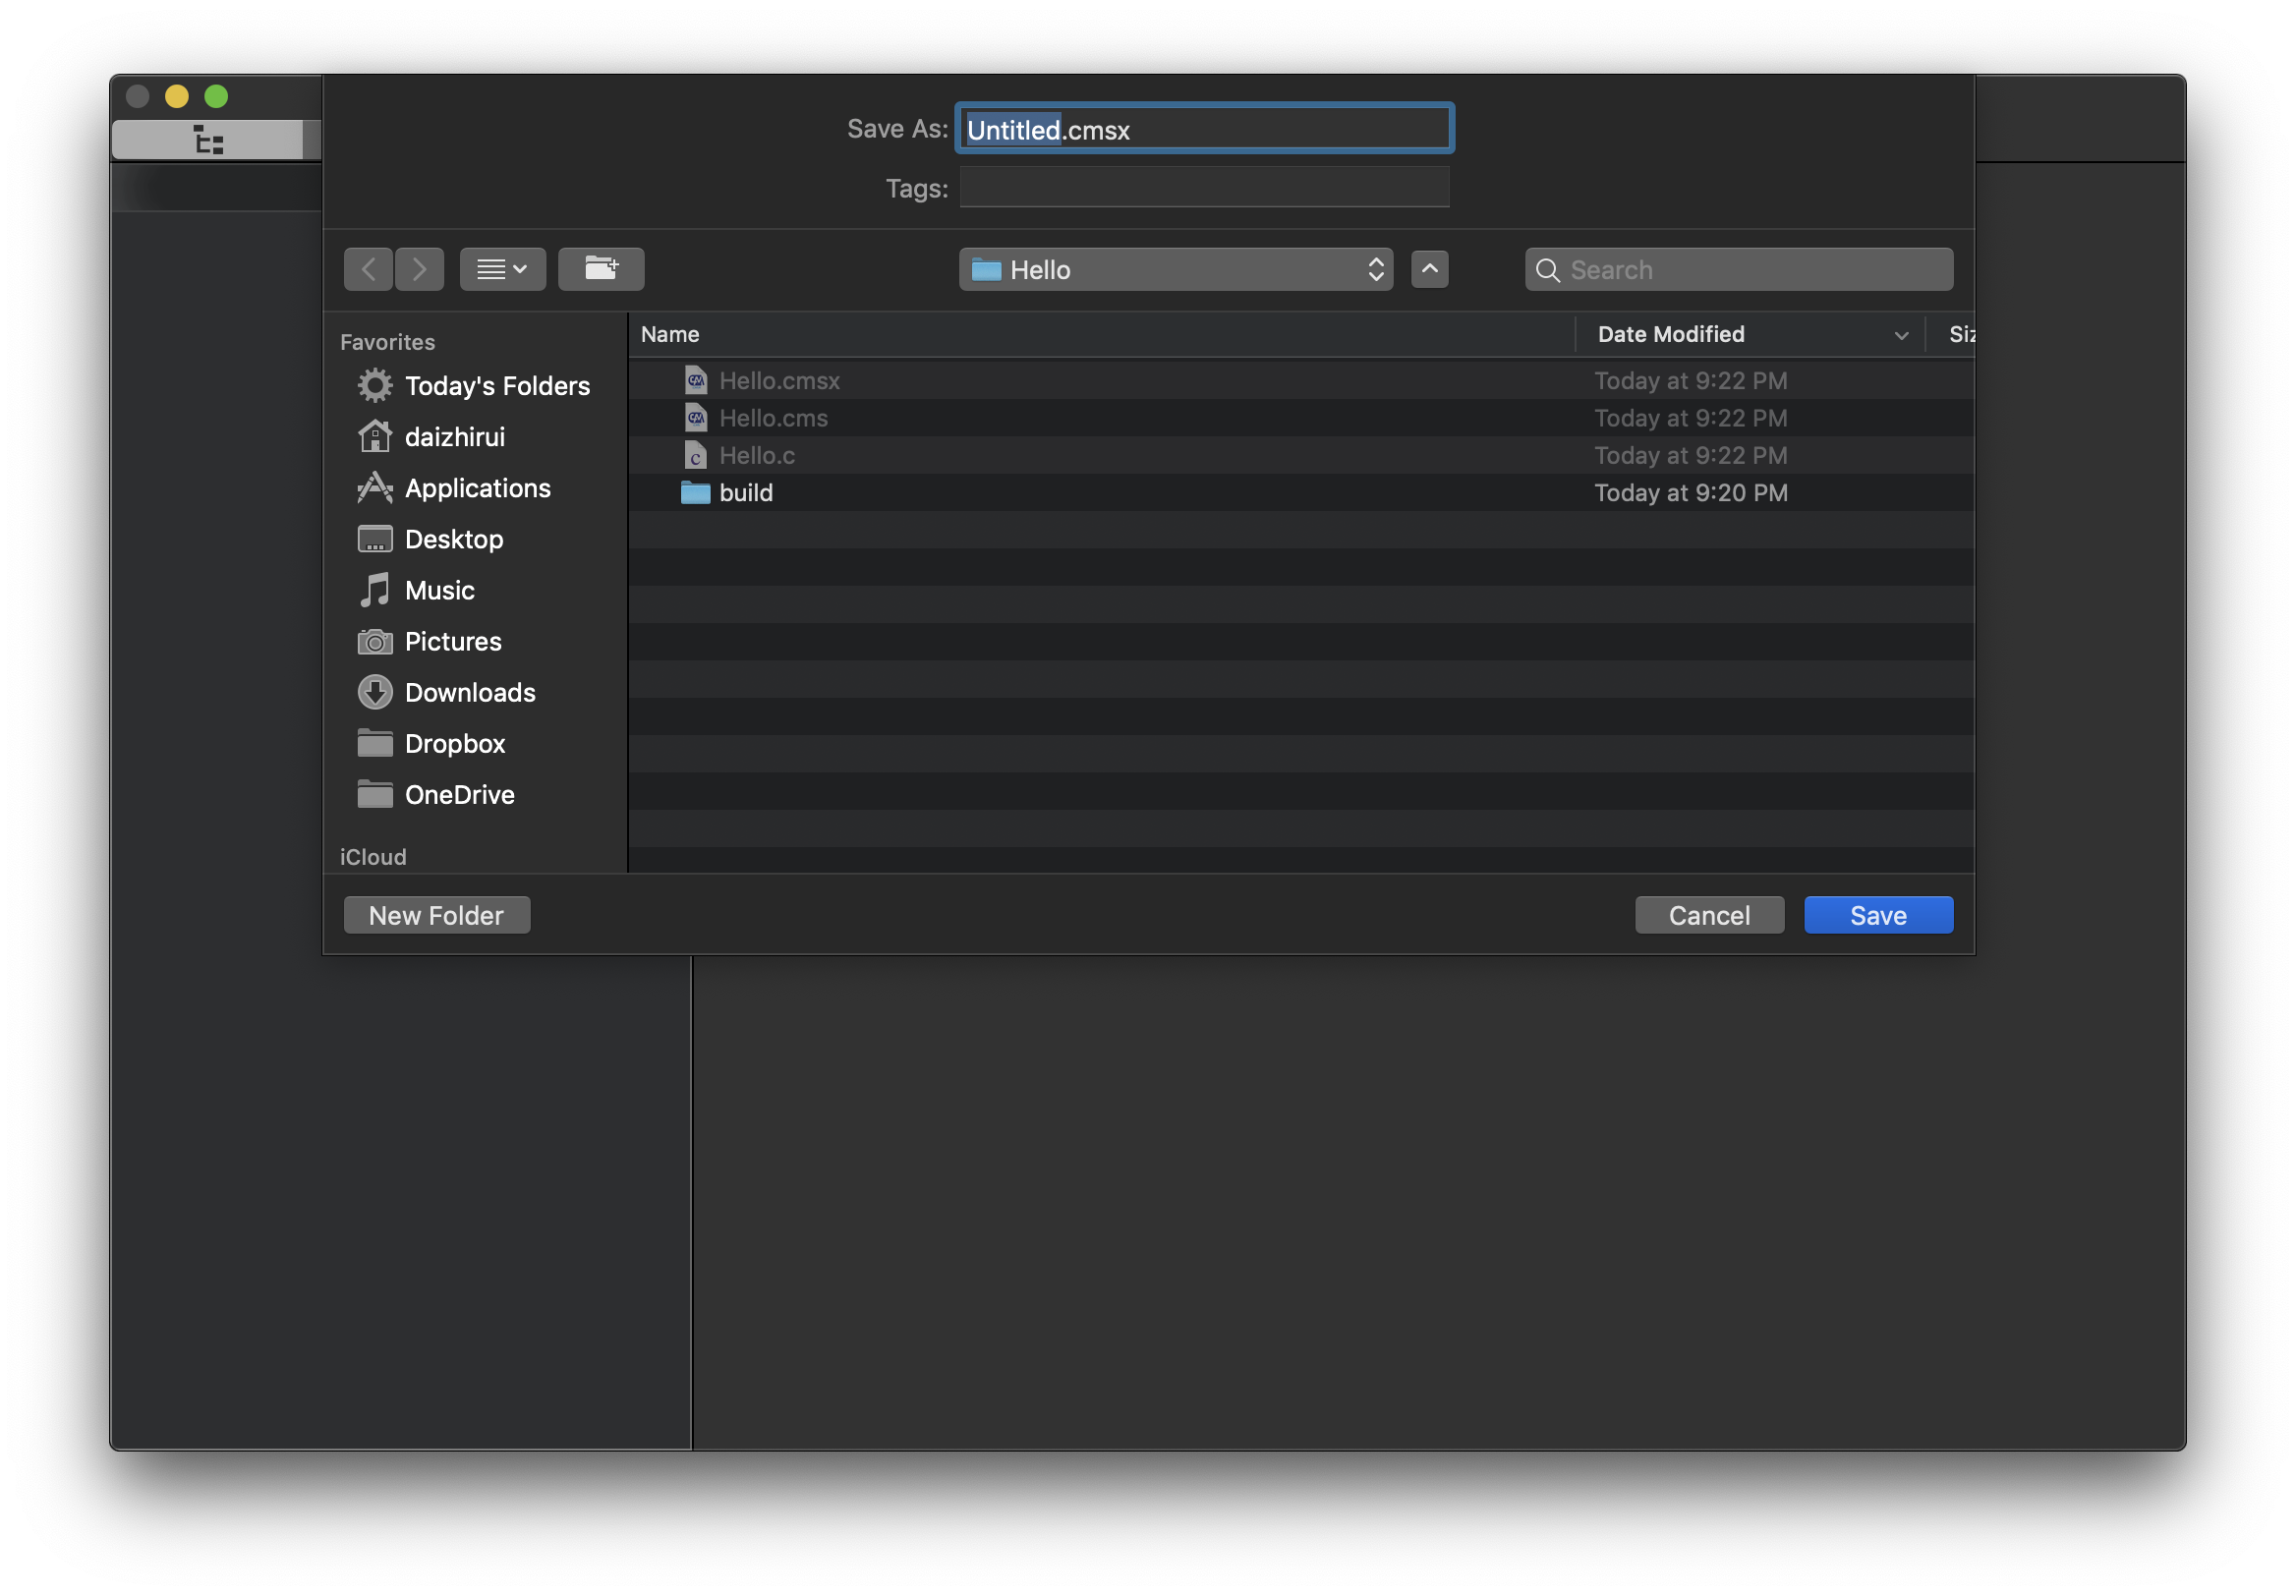 Save As: Untitled.cmsx
Tags:
Hello
Search
Favorites
Today's Folders
daizhirui
Applications
Desktop
Music
Pictures
Downloads
Dropbox
OneDrive
iCloud
Name Date Modified Siz
Hello.cmsx Today at 9:22 PM
Hello.cms Today at 9:22 PM
Hello.c Today at 9:22 PM
build Today at 9:20 PM
New Folder Cancel Save